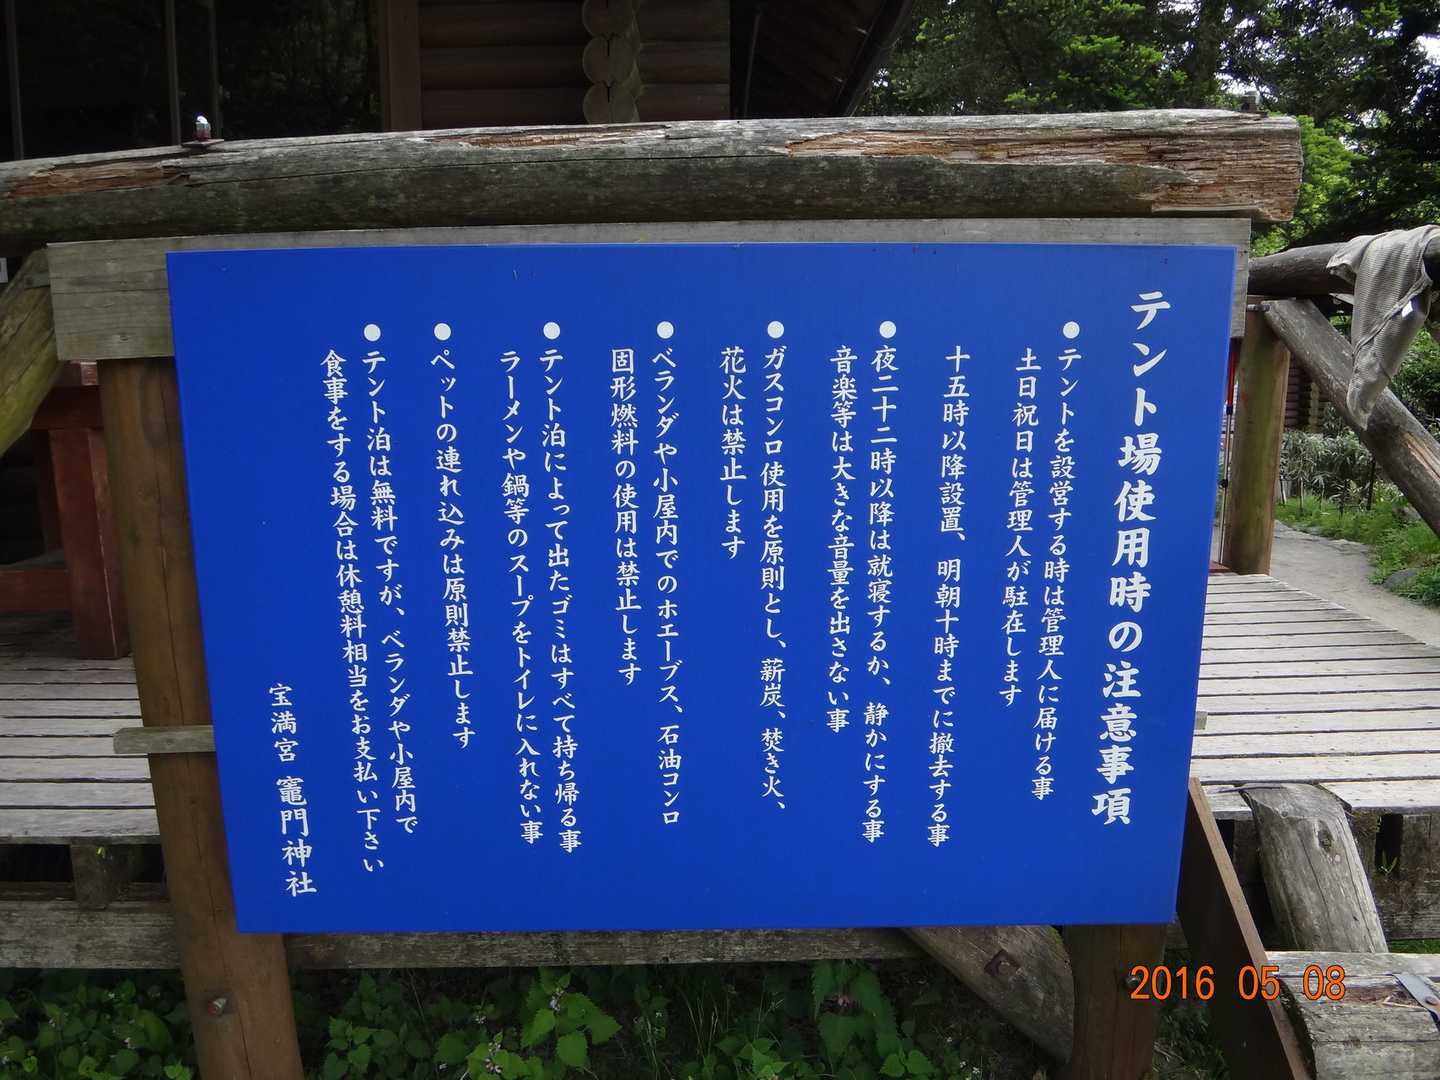 テント場使用時の注意事項
●テントを設営する時は管理人に届ける事
土日祝日は管理人が駐在します
十五時以降設置、明朝十時までに撤去する事
●夜二十二時以降は就寝するか、静かにする事
音楽等は大きな音量を出さない事
●ガスコンロ使用を原則とし、薪炭、焚き火、
花火は禁止します
●ベランダや小屋内でのホエーブス、石油コンロ
固形燃料の使用は禁止します
●テント泊によって出たゴミはすべて持ち帰る事
ラーメンや鍋等のスープをトイレに入れない事
●ペットの連れ込みは原則禁止します
●テント泊は無料ですが、ベランダや小屋内で
食事をする場合は休憩料相当をお支払い下さい
宝満宮 竈門神社
2016 05 08